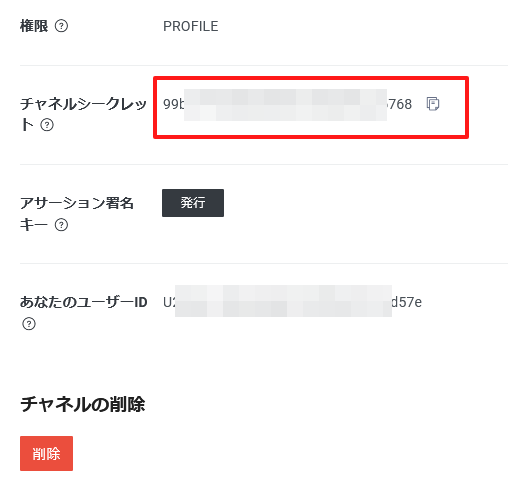 権限 PROFILE
チャネルシークレッ
ト 99b 768
アサーション署名
キー 発行
あなたのユーザーID U2 d57e
チャネルの削除
削除